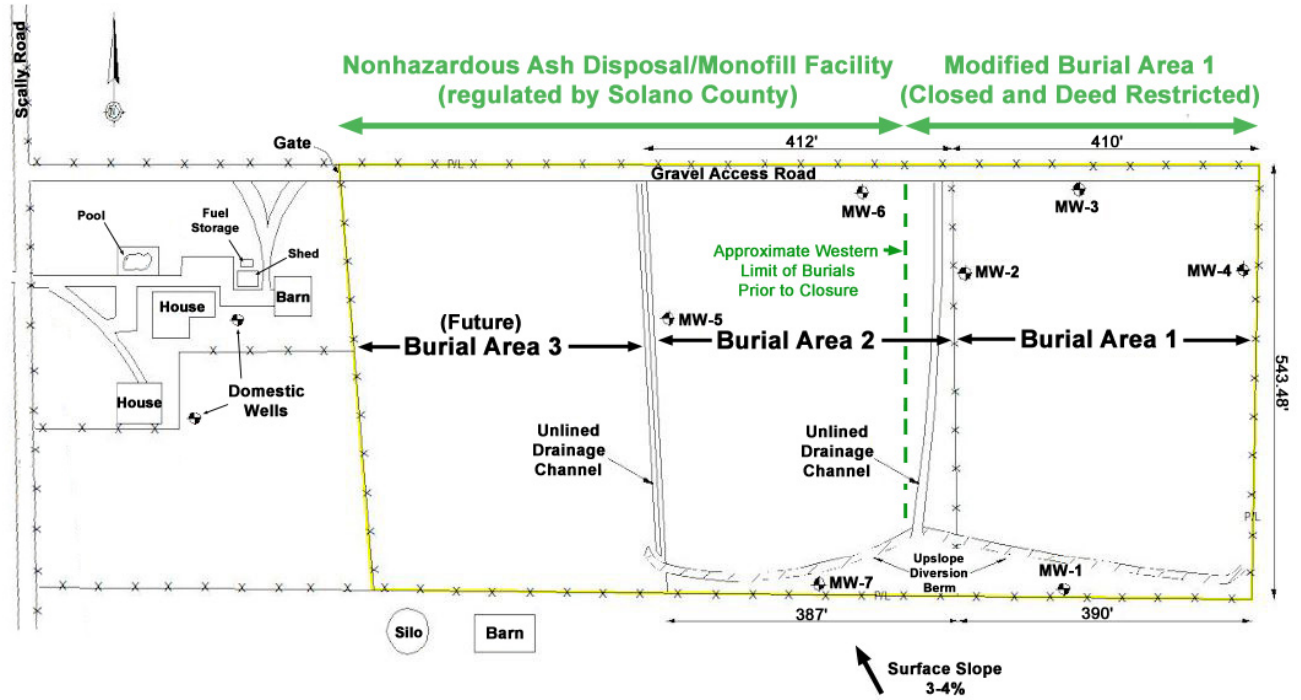 Scally Road
Nonhazardous Ash Disposal/Monofill Facility
(regulated by Solano County)
Modified Burial Area 1
(Closed and Deed Restricted)
412'
410'
Gate
P/L
Gravel Access Road
MW-6
MW-3
Pool
Fuel
Storage
Shed
House
Barn
Approximate Western
Limit of Burials
Prior to Closure
MW-2
MW-4
MW-5
(Future)
Burial Area 3
Burial Area 2
Burial Area 1
543.48'
House
Domestic
Wells
Unlined
Drainage
Channel
Unlined
Drainage
Channel
P/L
Upslope
Diversion
Berm
MW-1
MW-7
P/L
387'
390'
Silo
Barn
Surface Slope
3-4%